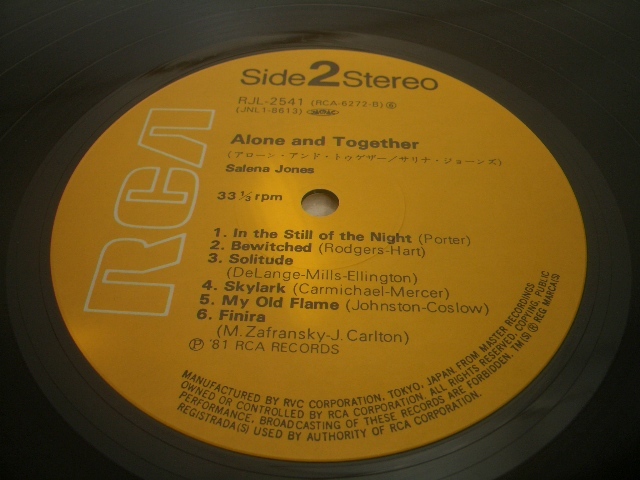 Side 2 Stereo
RJL-2541 (RCA-6272-B) Ⓢ
(JNL1-8613)
RCA
Alone and Together
(アローン・アンド・トゥゲザー/サリナ・ジョーンズ)
Salena Jones
33 1/3 rpm
1. In the Still of the Night (Porter)
2. Bewitched (Rodgers-Hart)
3. Solitude
(DeLange-Mills-Ellington)
4. Skylark (Carmichael-Mercer)
5. My Old Flame (Johnston-Coslow)
6. Finira
(M. Zafransky-J. Carlton)
Ⓟ '81 RCA RECORDS
MANUFACTURED BY RVC CORPORATION, TOKYO, JAPAN FROM MASTER RECORDINGS
OWNED OR CONTROLLED BY RCA CORPORATION. ALL RIGHTS RESERVED, COPYING, PUBLIC
PERFORMANCE, BROADCASTING OF THESE RECORDS ARE FORBIDDEN. TM(S) ® REG. MARCA(S)
REGISTRADA(S) USED BY AUTHORITY OF RCA CORPORATION.